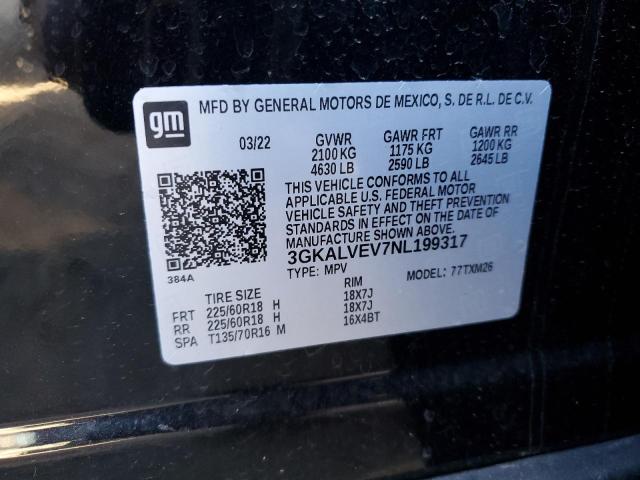 gm
MFD BY GENERAL MOTORS DE MEXICO, S. DE R.L. DE C.V.
03/22 GVWR GAWR FRT GAWR RR
2100 KG 1175 KG 1200 KG
4630 LB 2590 LB 2645 LB
THIS VEHICLE CONFORMS TO ALL
APPLICABLE U.S. FEDERAL MOTOR
VEHICLE SAFETY AND THEFT PREVENTION
STANDARDS IN EFFECT ON THE DATE OF
MANUFACTURE SHOWN ABOVE.
3GKALVEV7NL199317
384A
TYPE: MPV MODEL: 77TXM26
TIRE SIZE RIM
FRT 225/60R18 H 18X7J
RR 225/60R18 H 18X7J
SPA T135/70R16 M 16X4BT